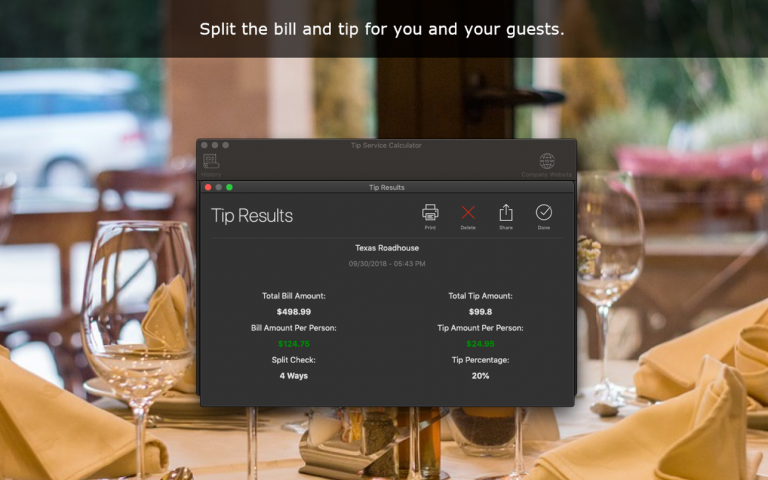 Split the bill and tip for you and your guests.
Tip Service Calculator
History
Company Website
Tip Results
Tip Results
Print
Delete
Share
Done
Texas Roadhouse
09/30/2018 - 05:43 PM
Total Bill Amount:
Total Tip Amount:
$498.99
$99.8
Bill Amount Per Person:
Tip Amount Per Person:
$124.75
$24.95
Split Check:
Tip Percentage:
4 Ways
20%